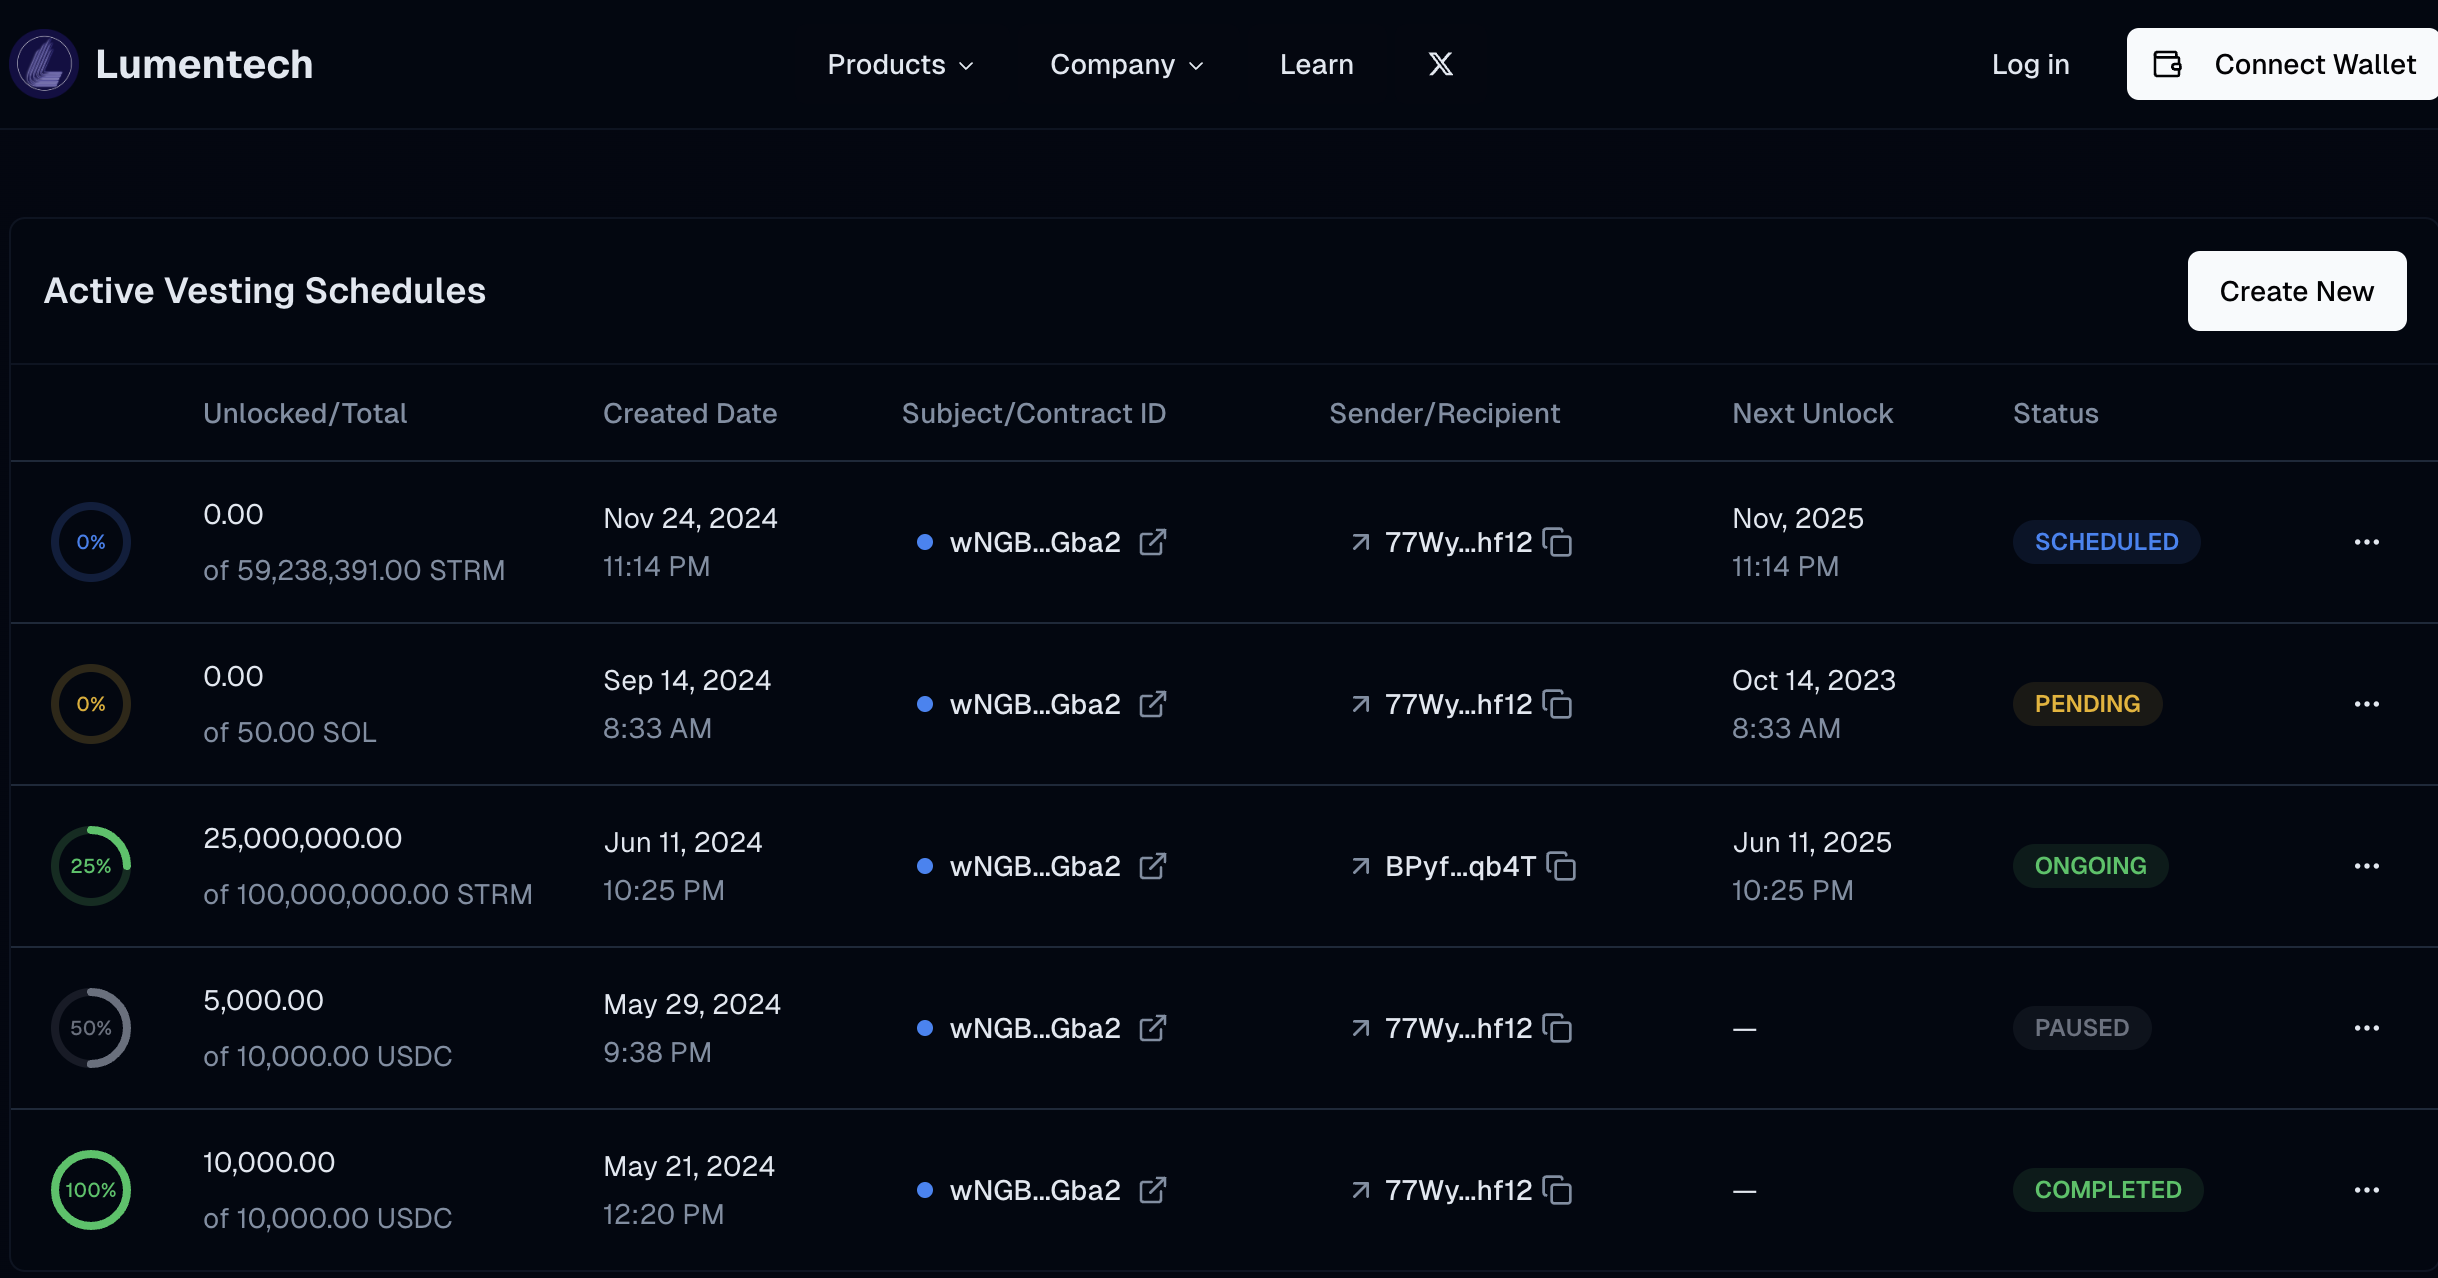 Lumentech
Products
Company
Learn
X
Log in
Connect Wallet
Active Vesting Schedules
Create New
Unlocked/Total Created Date Subject/Contract ID Sender/Recipient Next Unlock Status
0%
0.00
of 59,238,391.00 STRM
Nov 24, 2024
11:14 PM
wNGB...Gba2
77Wy...hf12
Nov, 2025
11:14 PM
SCHEDULED
0%
0.00
of 50.00 SOL
Sep 14, 2024
8:33 AM
wNGB...Gba2
77Wy...hf12
Oct 14, 2023
8:33 AM
PENDING
25%
25,000,000.00
of 100,000,000.00 STRM
Jun 11, 2024
10:25 PM
wNGB...Gba2
BPyf...qb4T
Jun 11, 2025
10:25 PM
ONGOING
50%
5,000.00
of 10,000.00 USDC
May 29, 2024
9:38 PM
wNGB...Gba2
77Wy...hf12
—
PAUSED
100%
10,000.00
of 10,000.00 USDC
May 21, 2024
12:20 PM
wNGB...Gba2
77Wy...hf12
—
COMPLETED